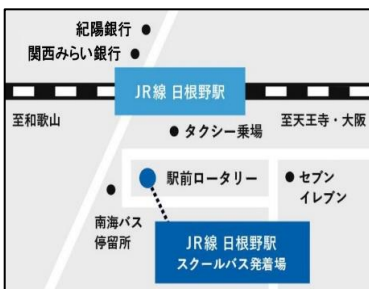 紀陽銀行
関西みらい銀行
JR線 日根野駅
至和歌山
至天王寺・大阪
タクシー乗場
駅前ロータリー
セブン
イレブン
南海バス
停留所
JR線 日根野駅
スクールバス発着場